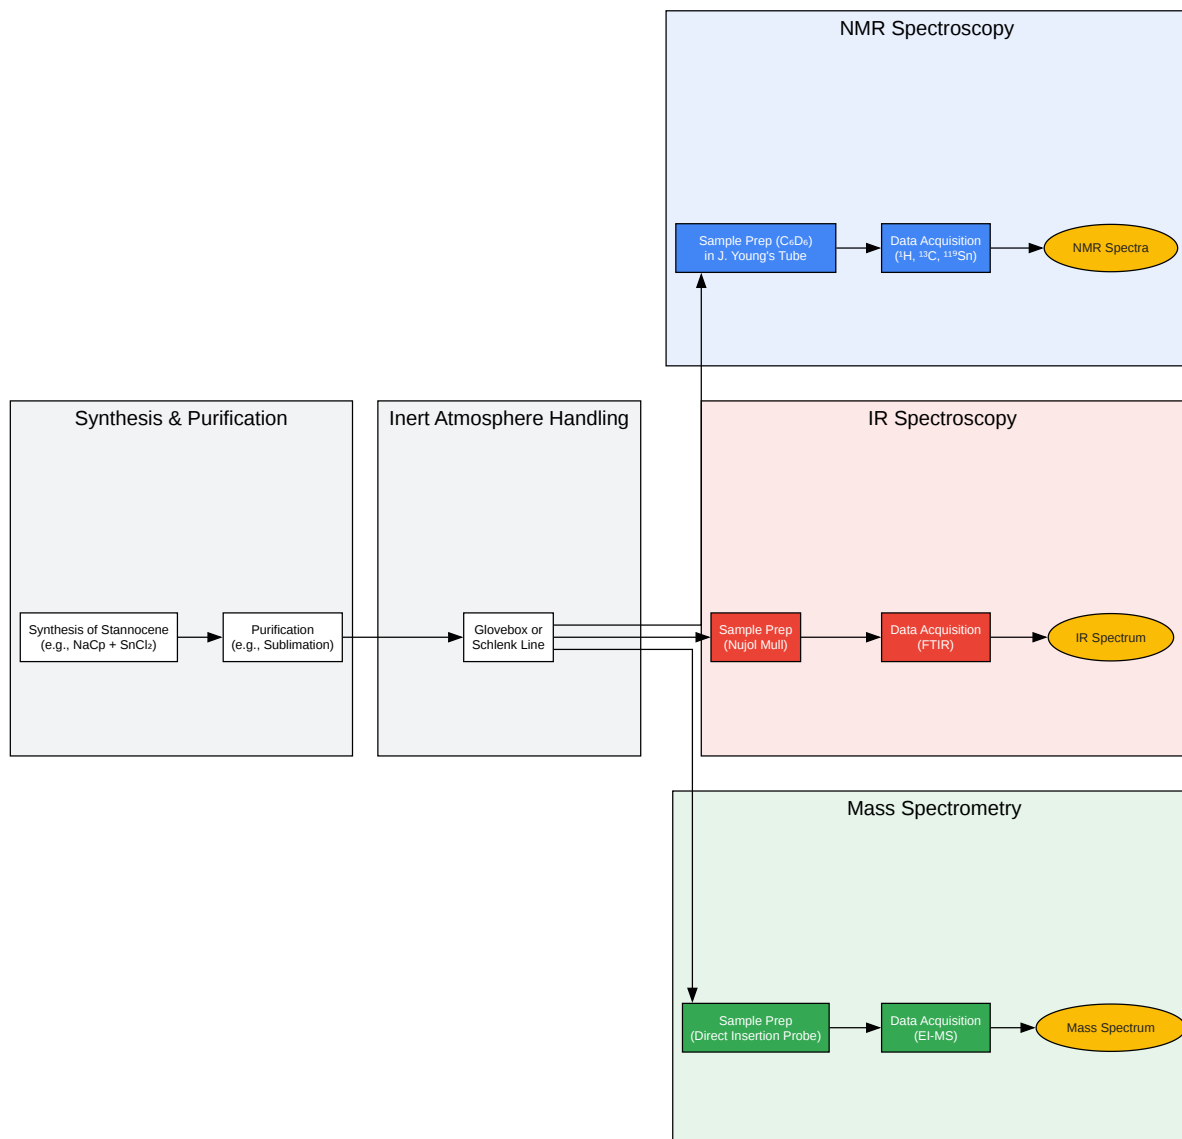 NMR Spectroscopy
Sample Prep (C₆D₆)
in J. Young's Tube
Data Acquisition
(¹H, ¹³C, ¹¹⁹Sn)
NMR Spectra
Synthesis & Purification
Synthesis of Stannocene
(e.g., NaCp + SnCl₂)
Purification
(e.g., Sublimation)
Inert Atmosphere Handling
Glovebox or
Schlenk Line
IR Spectroscopy
Sample Prep
(Nujol Mull)
Data Acquisition
(FTIR)
IR Spectrum
Mass Spectrometry
Sample Prep
(Direct Insertion Probe)
Data Acquisition
(EI-MS)
Mass Spectrum